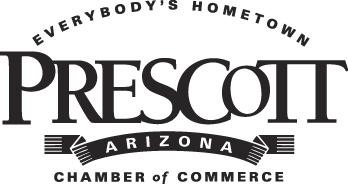 EVERYBODY'S HOMETOWN
PRESCOTT
ARIZONA
CHAMBER of COMMERCE